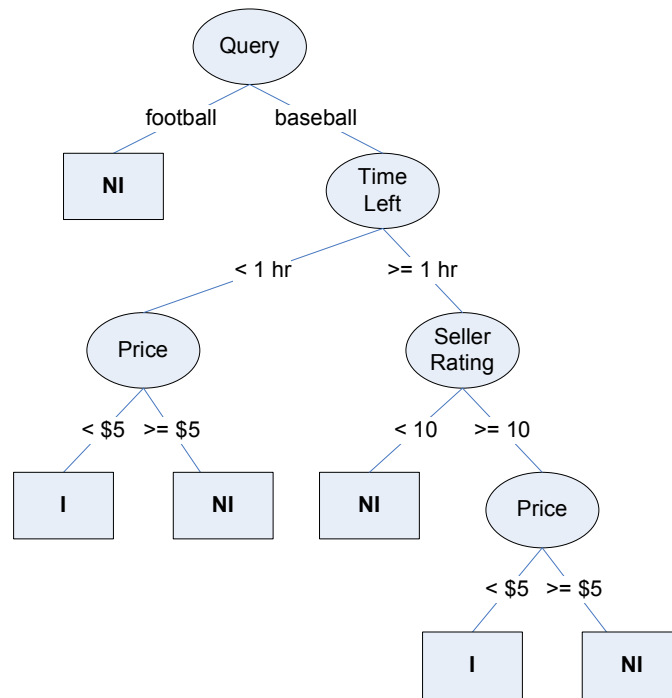 Query
football
baseball
NI
Time
Left
< 1 hr
>= 1 hr
Price
Seller
Rating
< $5
>= $5
< 10
>= 10
I
NI
NI
Price
< $5
>= $5
I
NI